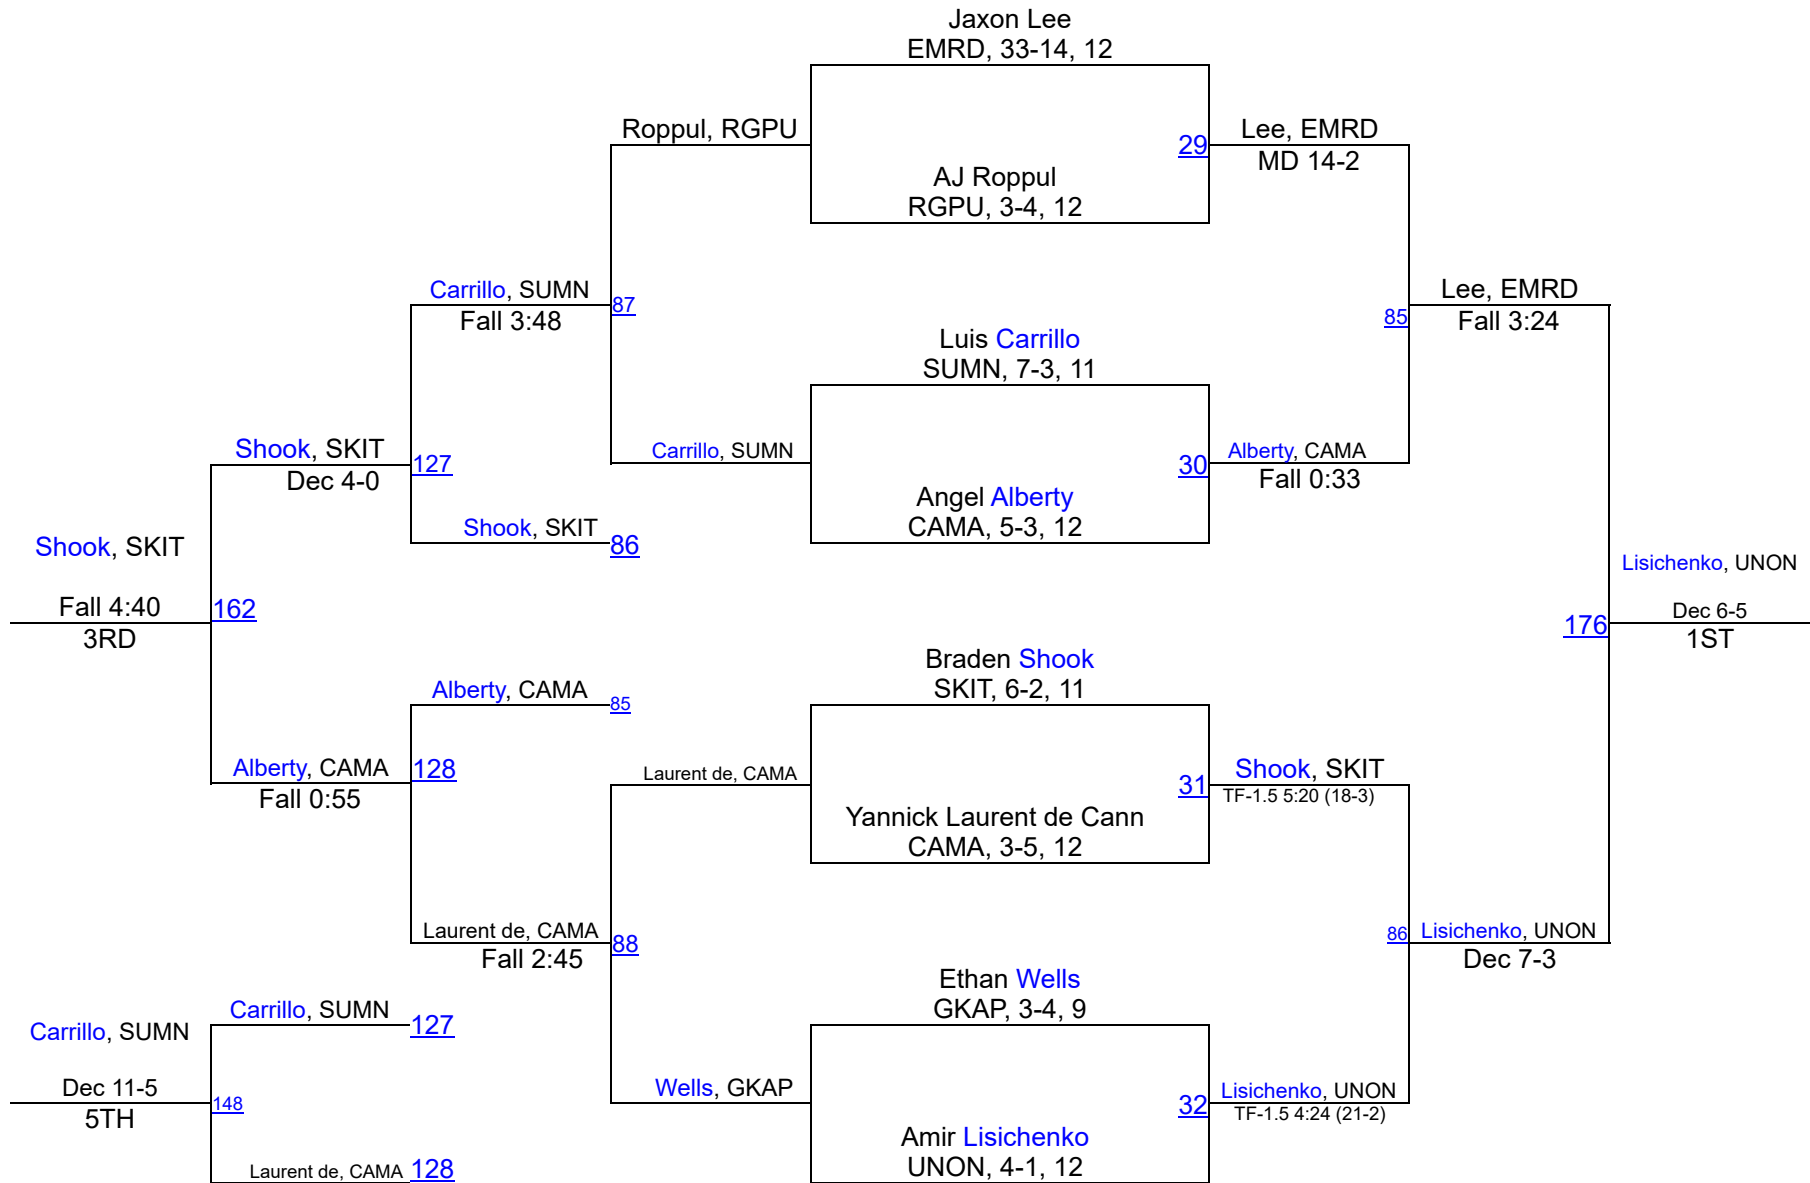 Jaxon Lee
EMRD, 33-14, 12
Roppul, RGPU
29
Lee, EMRD
MD 14-2
AJ Roppul
RGPU, 3-4, 12
Carrillo, SUMN
Fall 3:48
87
Lee, EMRD
Fall 3:24
85
Luis Carrillo
SUMN, 7-3, 11
Shook, SKIT
Dec 4-0
127
Carrillo, SUMN
30
Alberty, CAMA
Fall 0:33
Angel Alberty
CAMA, 5-3, 12
Shook, SKIT
86
Shook, SKIT
Fall 4:40
3RD
162
Lisichenko, UNON
Dec 6-5
1ST
176
Braden Shook
SKIT, 6-2, 11
Alberty, CAMA
85
Alberty, CAMA
Fall 0:55
128
Laurent de, CAMA
31
Shook, SKIT
TF-1.5 5:20 (18-3)
Yannick Laurent de Cann
CAMA, 3-5, 12
Laurent de, CAMA
Fall 2:45
88
86
Lisichenko, UNON
Dec 7-3
Ethan Wells
GKAP, 3-4, 9
Carrillo, SUMN
127
Carrillo, SUMN
Dec 11-5
5TH
148
Wells, GKAP
32
Lisichenko, UNON
TF-1.5 4:24 (21-2)
Amir Lisichenko
UNON, 4-1, 12
Laurent de, CAMA
128